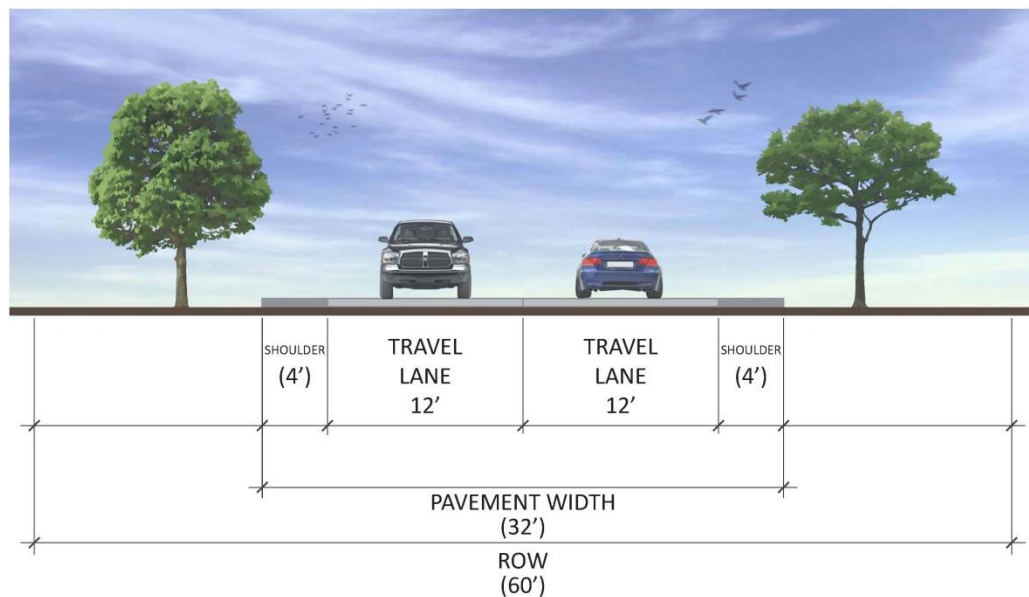 SHOULDER
(4’)
TRAVEL
LANE
12’
TRAVEL
LANE
12’
SHOULDER
(4’)
PAVEMENT WIDTH
(32’)
ROW
(60’)